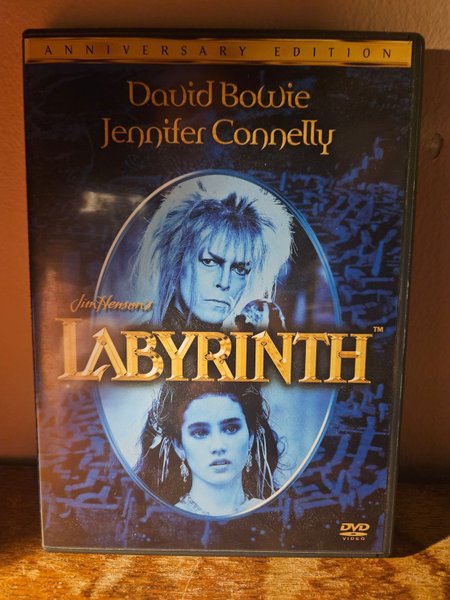 ANNIVERSARY EDITION
David Bowie
Jennifer Connelly
Jim Henson's
LABYRINTH™
DVD
VIDEO